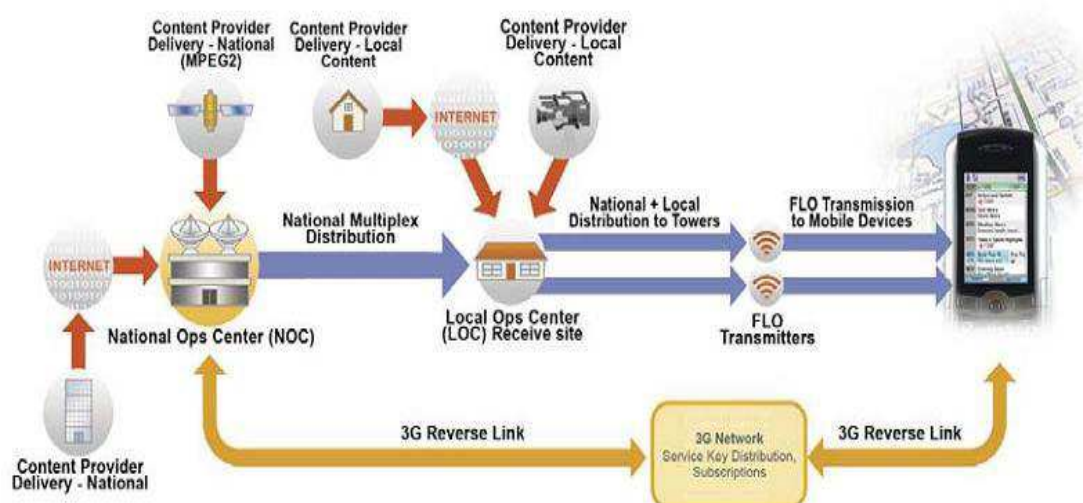 Content Provider
Delivery - National
(MPEG2)
Content Provider
Delivery - Local
Content
Content Provider
Delivery - Local
Content
INTERNET
National Multiplex
Distribution
National + Local
Distribution to Towers
FLO Transmission
to Mobile Devices
INTERNET
National Ops Center (NOC)
Local Ops Center
(LOC) Receive site
FLO
Transmitters
Content Provider
Delivery - National
3G Reverse Link
3G Network
Service Key Distribution,
Subscriptions
3G Reverse Link